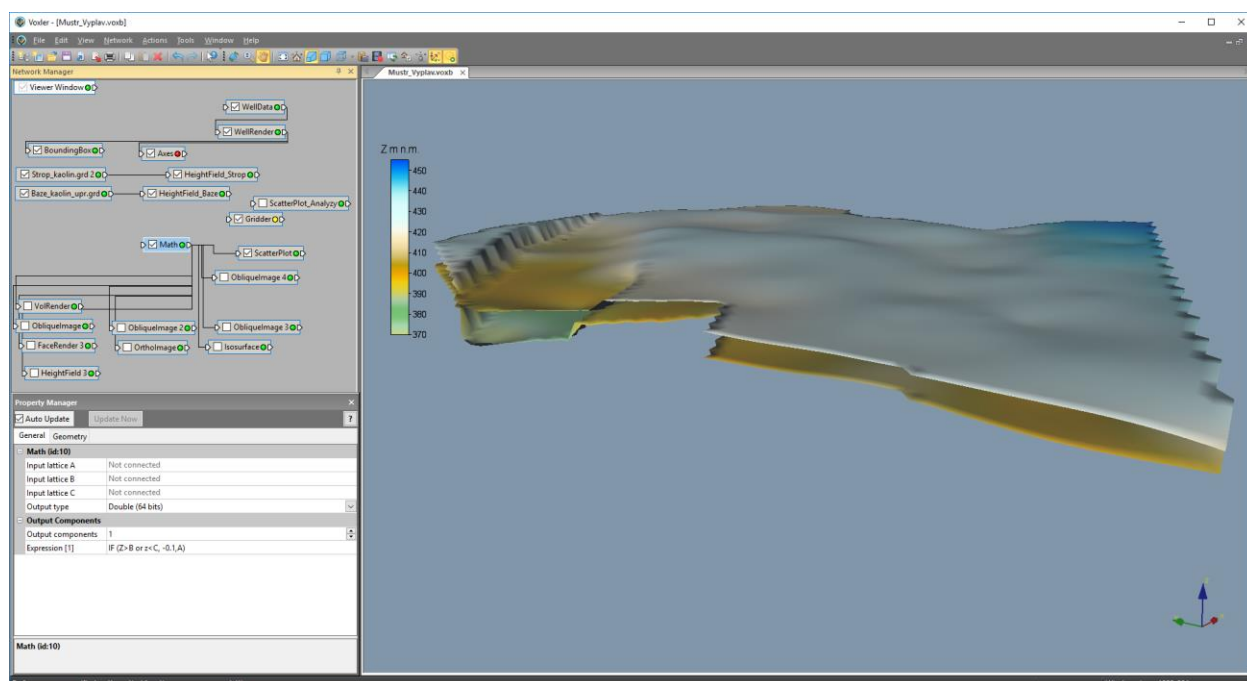 Voxler - [Mustr_Vyplav.voxb]
File Edit View Network Actions Tools Window Help
Network Manager
Mustr_Vyplav.voxb
Viewer Window
WellData
WellRender
BoundingBox
Axes
Strop_kaolin.grd 2
HeightField_Strop
Baze_kaolin_upr.grd
HeightField_Baze
ScatterPlot_Analyzy
Gridder
Math
ScatterPlot
ObliqueImage 4
VolRender
ObliqueImage
ObliqueImage 2
ObliqueImage 3
FaceRender 3
OrthoImage
Isosurface
HeightField 3
Z m n.m.
450
440
430
420
410
400
390
380
370
Property Manager
Auto Update Update Now ?
General Geometry
Math (id:10)
Input lattice A Not connected
Input lattice B Not connected
Input lattice C Not connected
Output type Double (64 bits)
Output Components
Output components 1
Expression [1] IF (Z>B or z<C, -0.1,A)
Math (id:10)